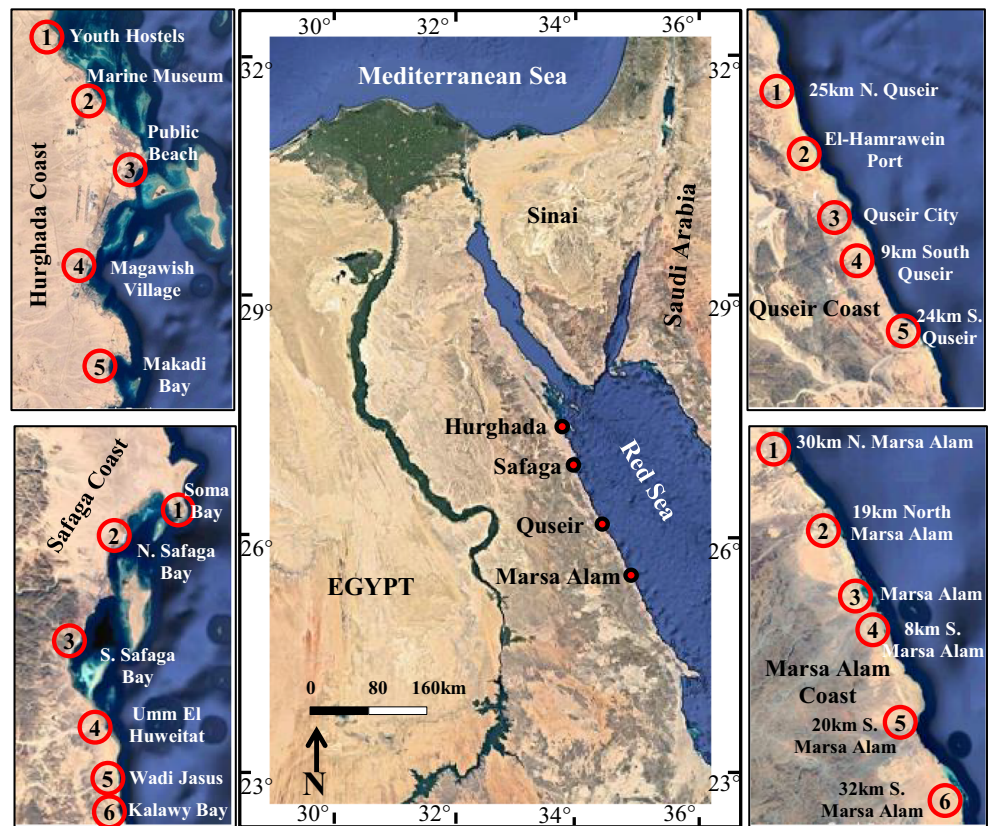 1
Youth Hostels
Marine Museum
2
Public
Beach
3
Hurghada Coast
4
Magawish
Village
5
Makadi
Bay
Safaga Coast
Soma
Bay
1
2
N. Safaga
Bay
3
S. Safaga
Bay
Umm El
Huweitat
4
5
Wadi Jasus
6
Kalawy Bay
30°
32°
34°
36°
32°
32°
Mediterranean Sea
Sinai
Saudi Arabia
29°
29°
Hurghada
Safaga
Red Sea
Quseir
26°
26°
Marsa Alam
EGYPT
0
80
160km
N
23°
23°
30°
32°
34°
36°
1
25km N. Quseir
2
El-Hamrawein
Port
3
Quseir City
4
9km South
Quseir
Quseir Coast
5
24km S.
Quseir
1
30km N. Marsa Alam
2
19km North
Marsa Alam
3
Marsa Alam
4
8km S.
Marsa Alam
Marsa Alam
Coast
5
20km S.
Marsa Alam
32km S.
Marsa Alam
6